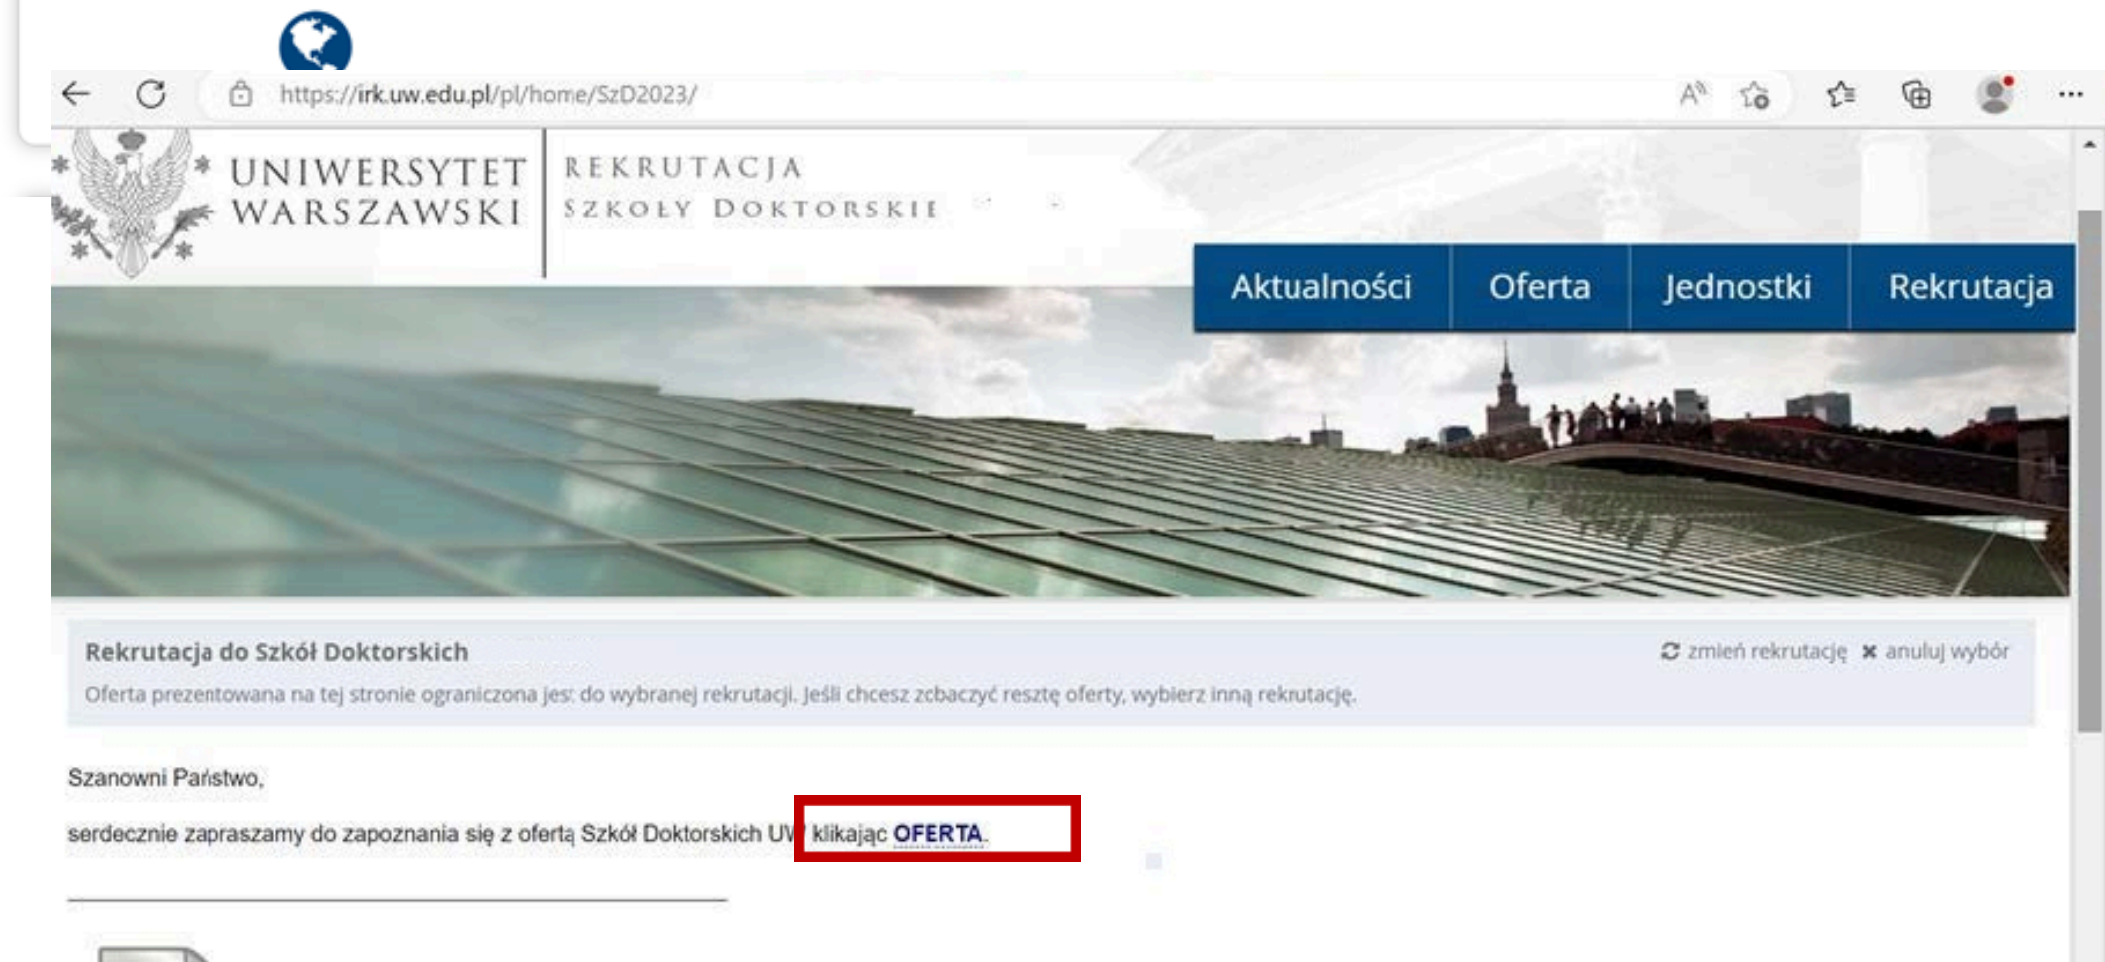 https://irk.uw.edu.pl/pl/home/SzD2023/
UNIWERSYTET
WARSZAWSKI
REKRUTACJA
SZKOŁY DOKTORSKIE
Aktualności Oferta Jednostki Rekrutacja
Rekrutacja do Szkół Doktorskich
zmień rekrutację anuluj wybór
Oferta prezentowana na tej stronie ograniczona jest do wybranej rekrutacji. Jeśli chcesz zobaczyć resztę oferty, wybierz inną rekrutację.
Szanowni Państwo,
serdecznie zapraszamy do zapoznania się z ofertą Szkół Doktorskich UW klikając OFERTA.